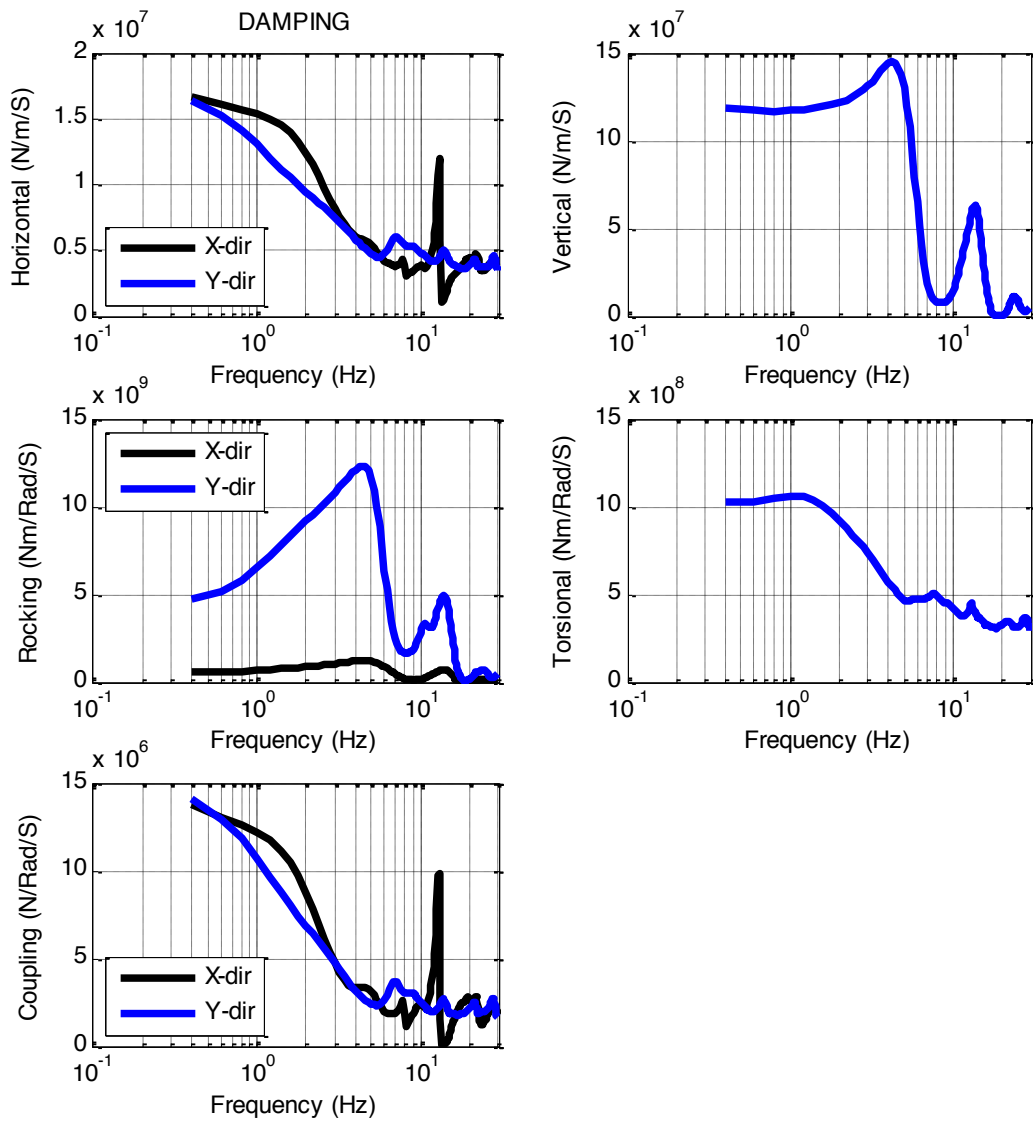 DAMPING
x 10^7
2
1.5
1
0.5
0
Horizontal (N/m/S)
X-dir
Y-dir
10^-1
10^0
10^1
Frequency (Hz)
x 10^7
15
10
5
0
Vertical (N/m/S)
10^-1
10^0
10^1
Frequency (Hz)
x 10^9
15
10
5
0
Rocking (Nm/Rad/S)
X-dir
Y-dir
10^-1
10^0
10^1
Frequency (Hz)
x 10^8
15
10
5
0
Torsional (Nm/Rad/S)
10^-1
10^0
10^1
Frequency (Hz)
x 10^6
15
10
5
0
Coupling (N/Rad/S)
X-dir
Y-dir
10^-1
10^0
10^1
Frequency (Hz)